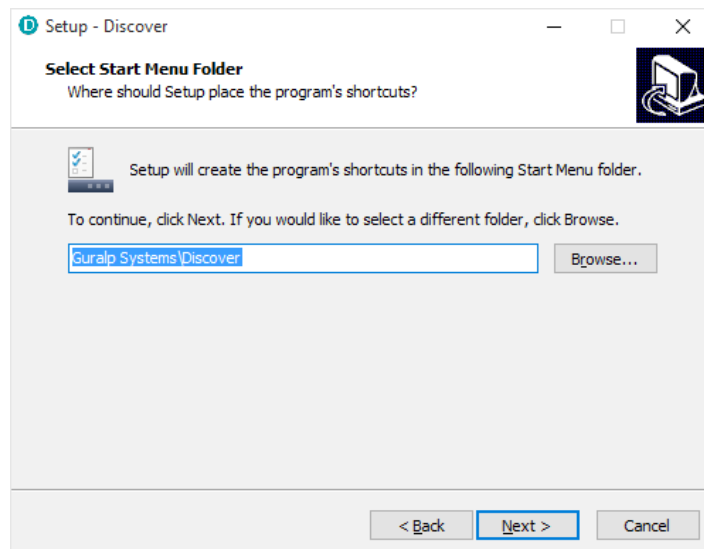 Setup - Discover
Select Start Menu Folder
Where should Setup place the program's shortcuts?
Setup will create the program's shortcuts in the following Start Menu folder.
To continue, click Next. If you would like to select a different folder, click Browse.
Guralp Systems\Discover
Browse...
< Back
Next >
Cancel